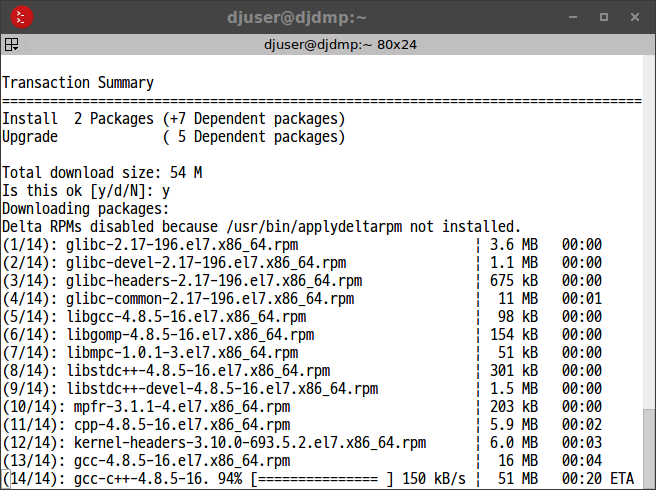 djuser@djdmp:~
djuser@djdmp:~ 80x24
Transaction Summary
================================================================================
Install  2 Packages (+7 Dependent packages)
Upgrade             ( 5 Dependent packages)
Total download size: 54 M
Is this ok [y/d/N]: y
Downloading packages:
Delta RPMs disabled because /usr/bin/applydeltarpm not installed.
(1/14): glibc-2.17-196.el7.x86_64.rpm | 3.6 MB 00:00
(2/14): glibc-devel-2.17-196.el7.x86_64.rpm | 1.1 MB 00:00
(3/14): glibc-headers-2.17-196.el7.x86_64.rpm | 675 kB 00:00
(4/14): glibc-common-2.17-196.el7.x86_64.rpm | 11 MB 00:01
(5/14): libgcc-4.8.5-16.el7.x86_64.rpm | 98 kB 00:00
(6/14): libgomp-4.8.5-16.el7.x86_64.rpm | 154 kB 00:00
(7/14): libmpc-1.0.1-3.el7.x86_64.rpm | 51 kB 00:00
(8/14): libstdc++-4.8.5-16.el7.x86_64.rpm | 301 kB 00:00
(9/14): libstdc++-devel-4.8.5-16.el7.x86_64.rpm | 1.5 MB 00:00
(10/14): mpfr-3.1.1-4.el7.x86_64.rpm | 203 kB 00:00
(11/14): cpp-4.8.5-16.el7.x86_64.rpm | 5.9 MB 00:02
(12/14): kernel-headers-3.10.0-693.5.2.el7.x86_64.rpm | 6.0 MB 00:03
(13/14): gcc-4.8.5-16.el7.x86_64.rpm | 16 MB 00:04
(14/14): gcc-c++-4.8.5-16. 94% [=============== ] 150 kB/s | 51 MB 00:20 ETA